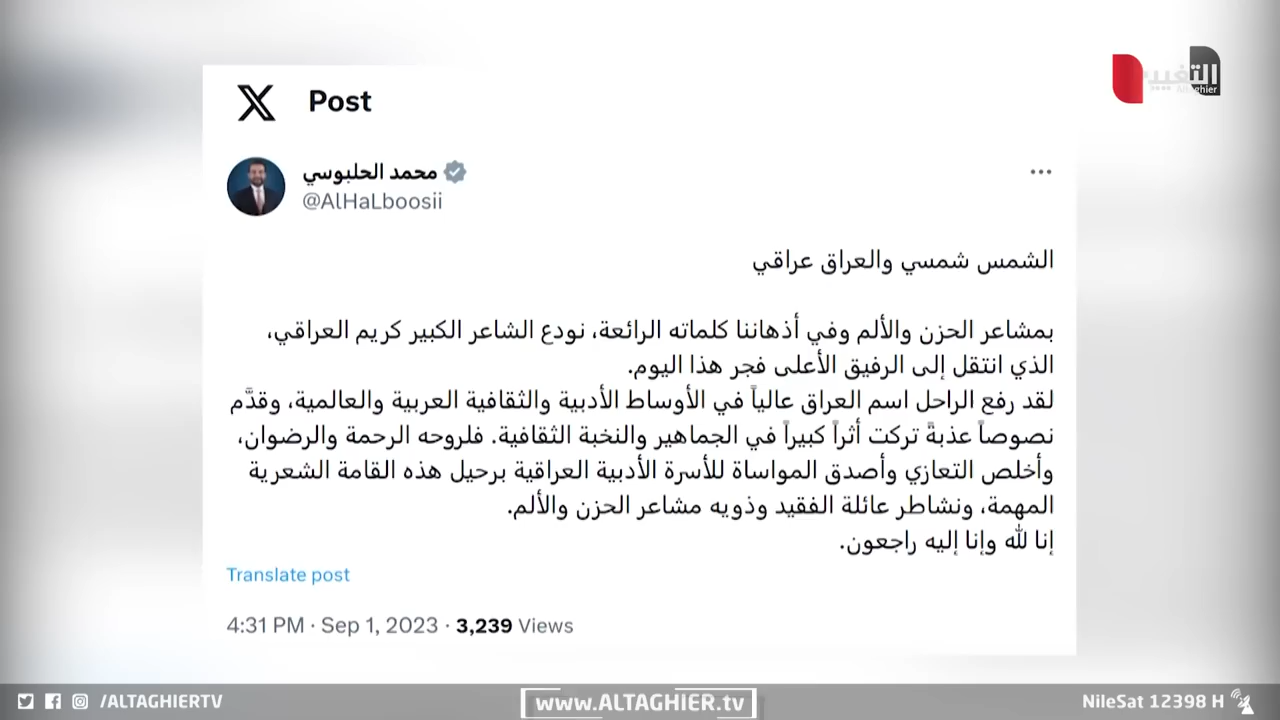 التغيير
Altaghier
Post
محمد الحلبوسي
@AlHaLboosii
الشمس شمسي والعراق عراقي
بمشاعر الحزن والألم وفي أذهاننا كلماته الرائعة، نودع الشاعر الكبير كريم العراقي،
الذي انتقل إلى الرفيق الأعلى فجر هذا اليوم.
لقد رفع الراحل اسم العراق عالياً في الأوساط الأدبية والثقافية العربية والعالمية، وقدَّم
نصوصاً عذبةً تركت أثراً كبيراً في الجماهير والنخبة الثقافية. فلروحه الرحمة والرضوان،
وأخلص التعازي وأصدق المواساة للأسرة الأدبية العراقية برحيل هذه القامة الشعرية
المهمة، ونشاطر عائلة الفقيد وذويه مشاعر الحزن والألم.
إنا لله وإنا إليه راجعون.
Translate post
4:31 PM · Sep 1, 2023 · 3,239 Views
/ALTAGHIERTV
www.ALTAGHIER.tv
NileSat 12398 H